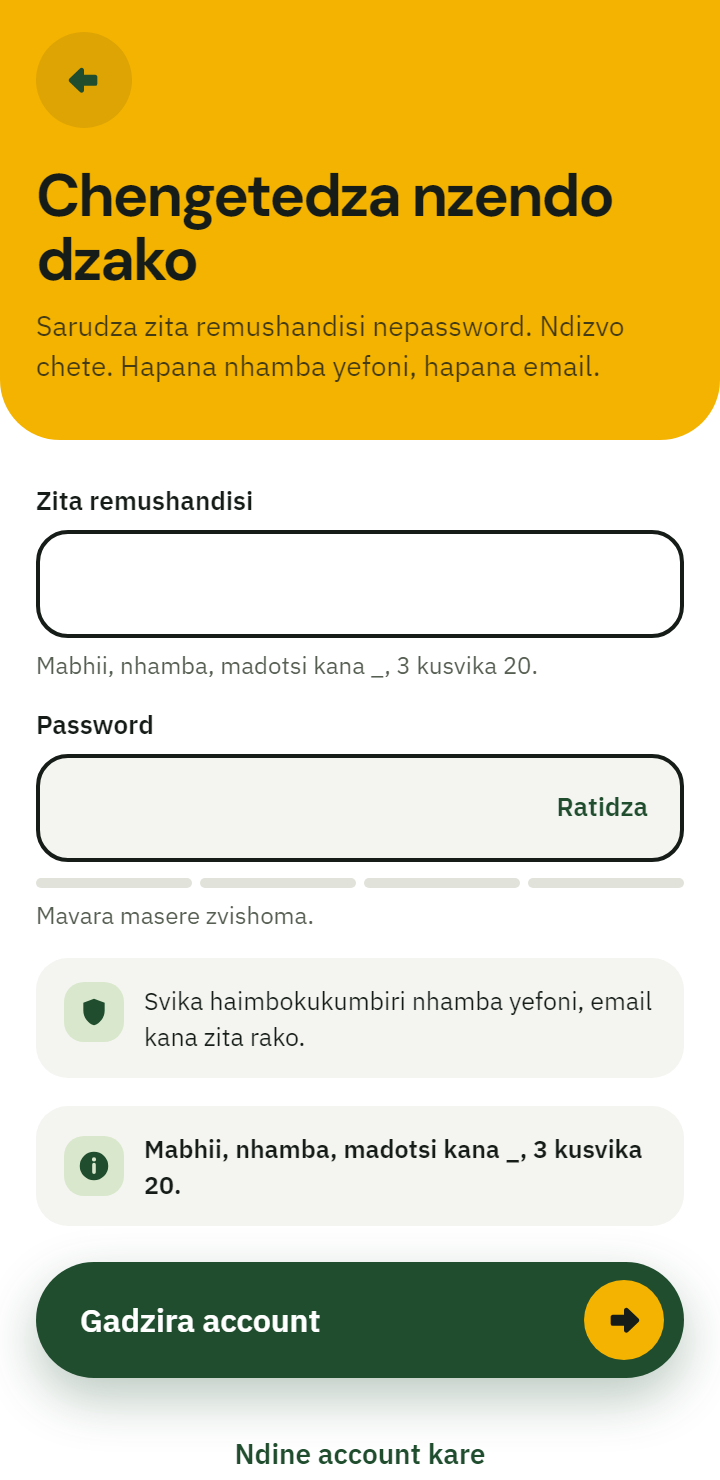 Chengetedza nzendo
dzako
Sarudza zita remushandisi nepassword. Ndizvo
chete. Hapana nhamba yefoni, hapana email.
Zita remushandisi
Mabhii, nhamba, madotsi kana _, 3 kusvika 20.
Password
Ratidza
Mavara masere zvishoma.
Svika haimbokukumbiri nhamba yefoni, email
kana zita rako.
Mabhii, nhamba, madotsi kana _, 3 kusvika
20.
Gadzira account
Ndine account kare